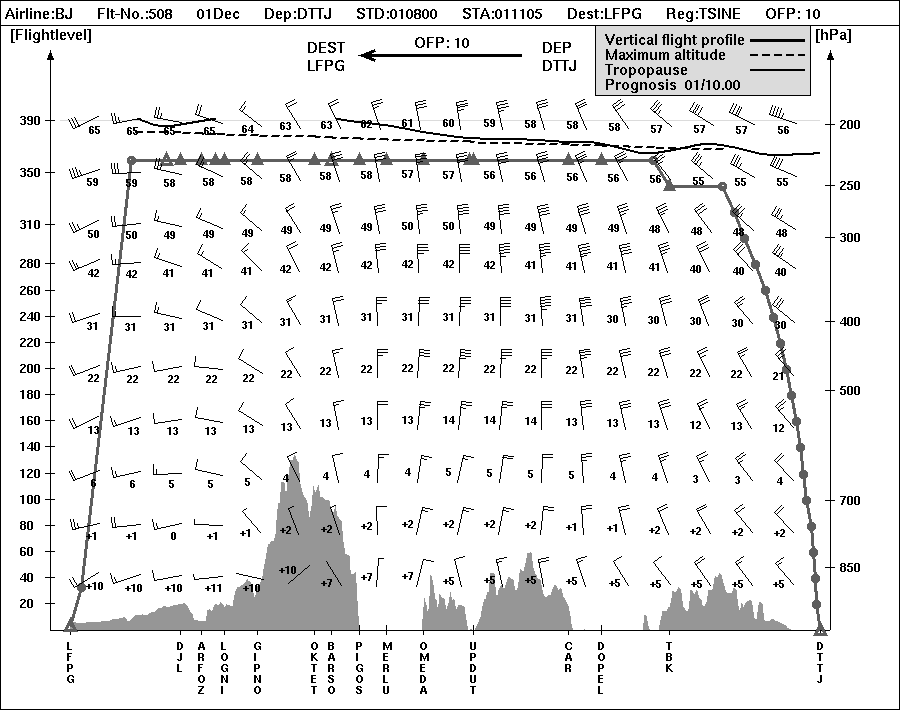 Airline:BJ Flt-No.:508 01Dec Dep:DTTJ STD:010800 STA:011105 Dest:LFPG Reg:TSINE OFP: 10
[Flightlevel] DEST OFP: 10 DEP [hPa]
LFPG DTTJ
Vertical flight profile
Maximum altitude
Tropopause
Prognosis 01/10.00
390 65 65 65 65 64 63 63 62 61 60 58 58 58 58 57 57 57 56 200
350 59 59 58 58 58 58 58 58 57 57 56 56 56 56 56 55 55 55 250
310 50 50 49 49 49 49 49 49 50 50 49 49 49 49 48 48 48 48 300
280 42 42 41 41 41 42 42 42 42 42 42 41 41 41 41 40 40 40
260
240 31 31 31 31 31 31 31 31 31 31 31 31 31 30 30 30 30 30 400
220
200 22 22 22 22 22 22 22 22 22 22 22 22 22 22 22 22 22 21 500
180
160 13 13 13 13 13 13 13 13 13 14 14 14 13 13 13 12 13 12
140
120 6 6 5 5 5 4 4 4 4 5 5 5 5 4 4 3 3 4
100 700
80 +1 +1 0 +1 +1 +2 +2 +2 +2 +2 +2 +2 +1 +1 +2 +2 +2 +2
60 850
40 +10 +10 +10 +11 +10 +10 +7 +7 +7 +5 +5 +5 +5 +5 +5 +5 +5 +5
20
LFPG DJL ARFOZ LOGNI GIPNO OKTET BARSO PIGOS MERLU OMEDA UPDUT CAR DOPEL TBK DTTJ